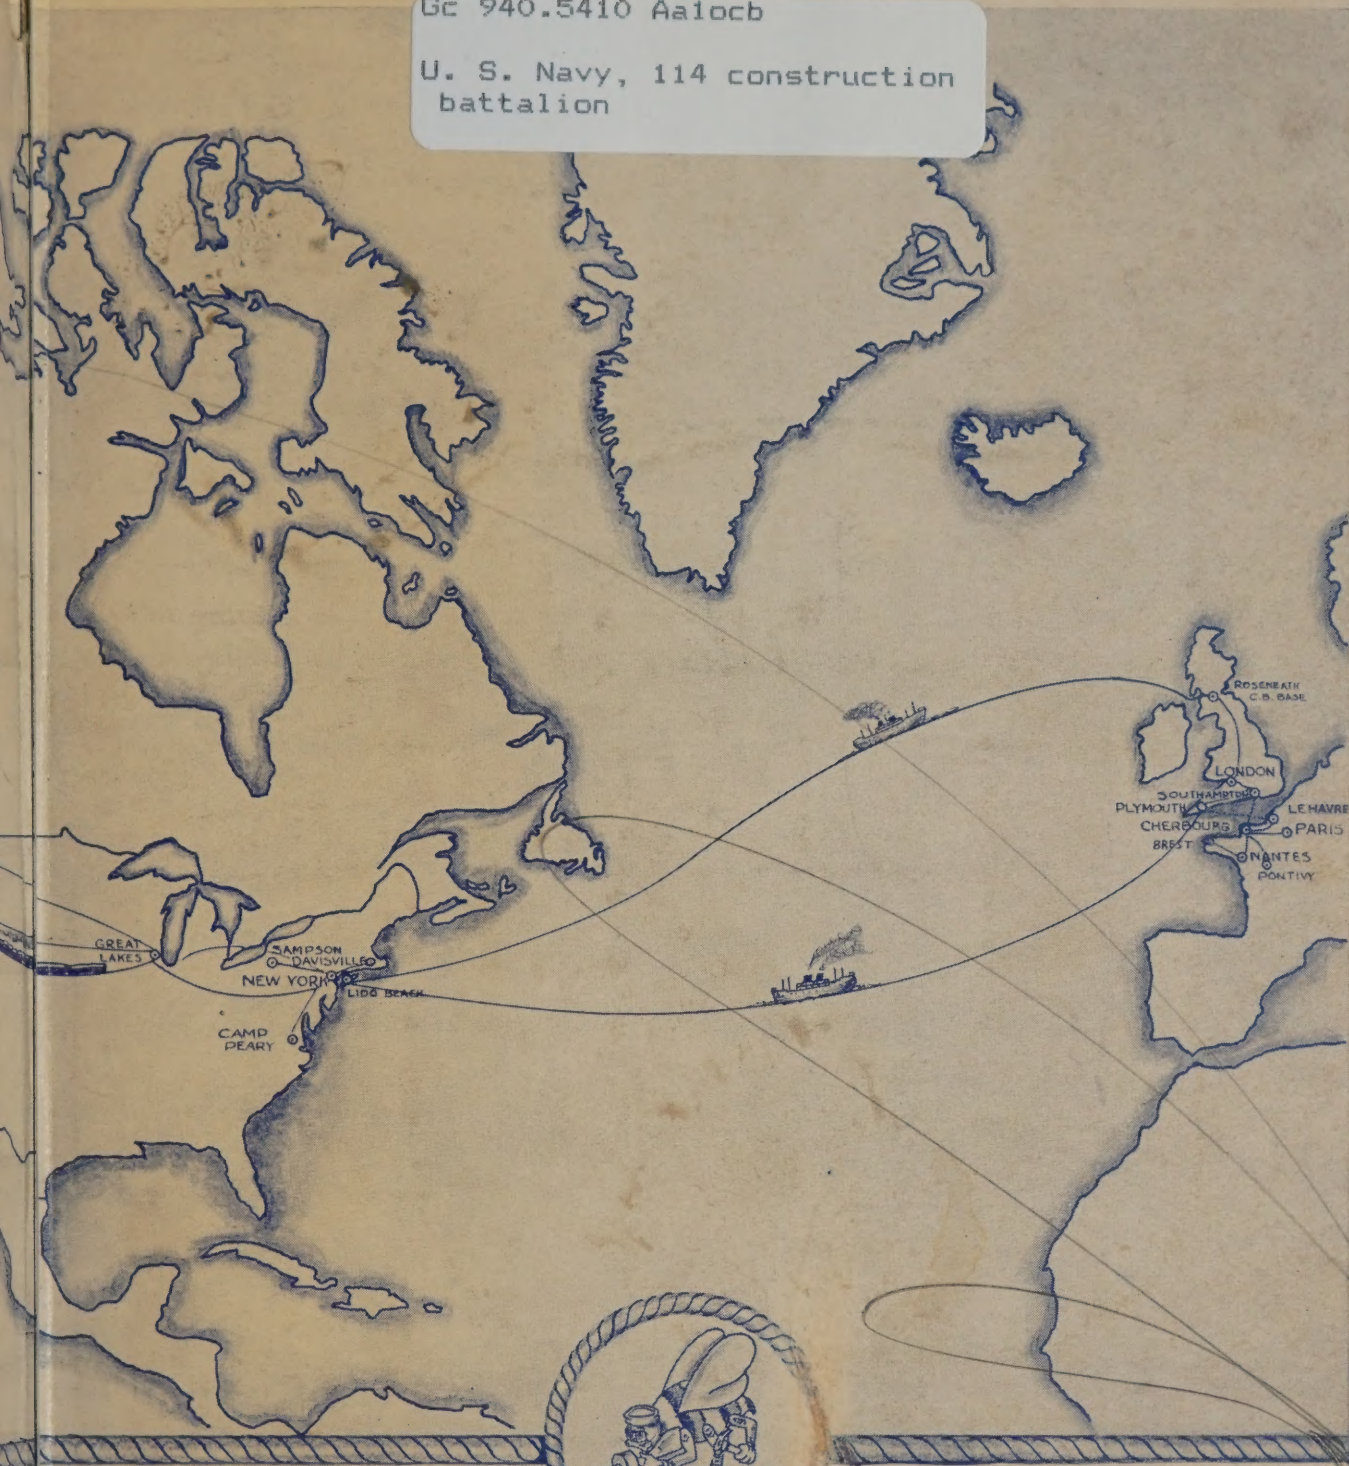 Gc 940.5410 Aa1ocb
U. S. Navy, 114 construction
battalion
ROSENEATH
C.B. BASE
LONDON
SOUTHAMPTON
PLYMOUTH
LE HAVRE
CHERBOURG
PARIS
BREST
NANTES
PONTIVY
GREAT
LAKES
SAMPSON
DAVISVILLE
NEW YORK
LIDO BEACH
CAMP
PEARY